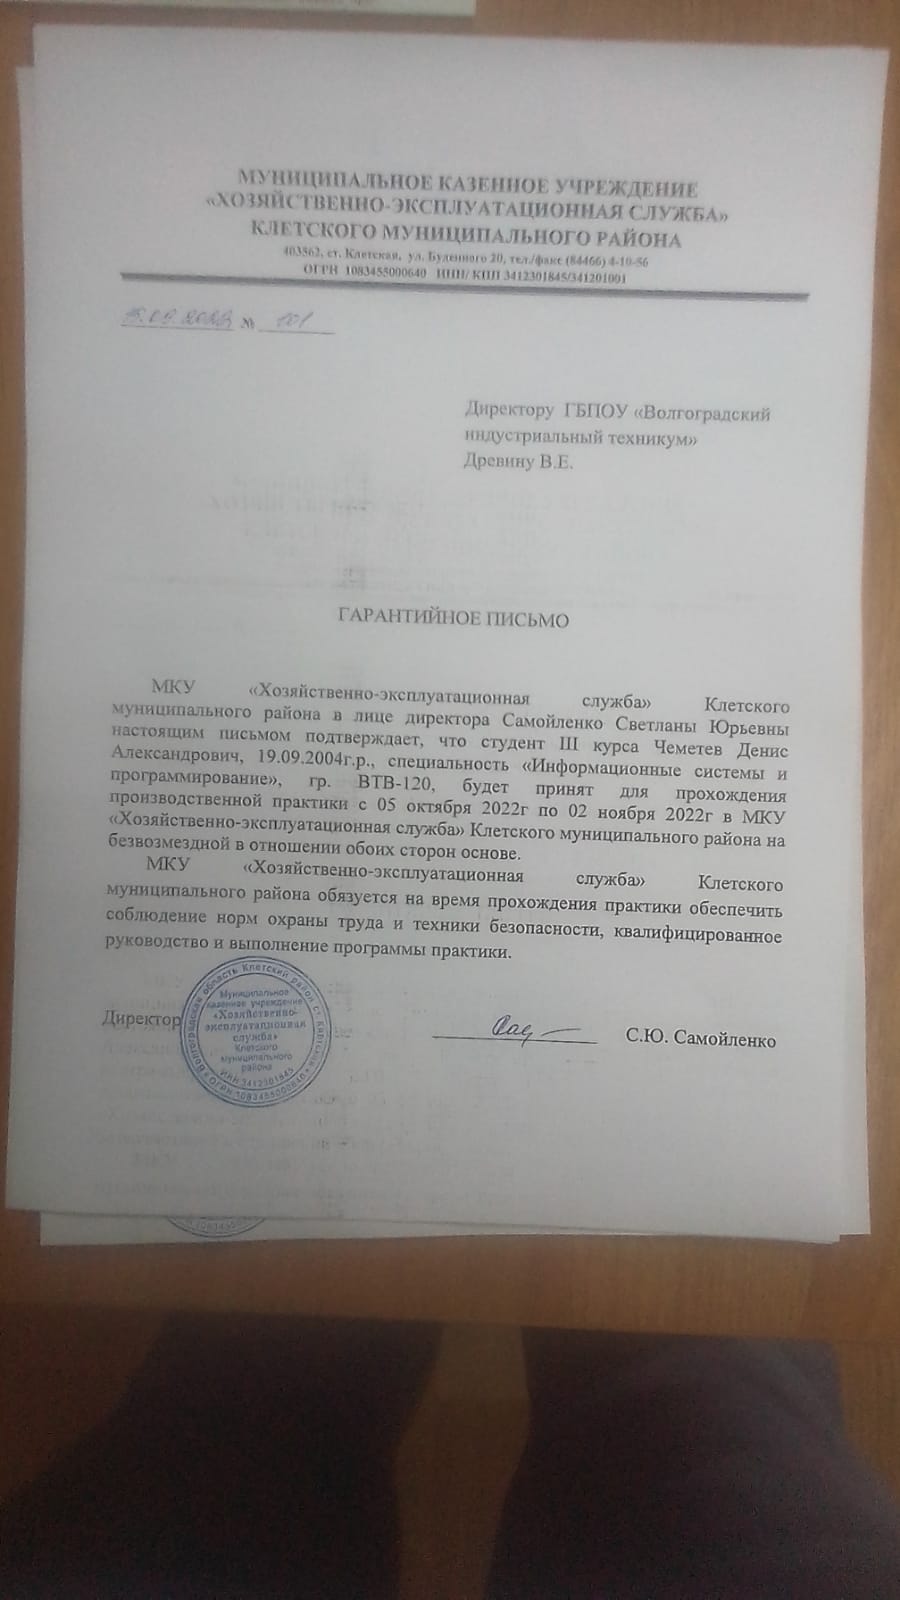 МУНИЦИПАЛЬНОЕ КАЗЕННОЕ УЧРЕЖДЕНИЕ
«ХОЗЯЙСТВЕННО-ЭКСПЛУАТАЦИОННАЯ СЛУЖБА»
КЛЕТСКОГО МУНИЦИПАЛЬНОГО РАЙОНА
403562, ст. Клетская, ул. Буденного 20, тел./факс (84466) 4-10-56
ОГРН 1083455000640 ИНН/ КПП 3412301845/341201001
№ 101
Директору ГБПОУ «Волгоградский
индустриальный техникум»
Древину В.Е.
ГАРАНТИЙНОЕ ПИСЬМО
МКУ «Хозяйственно-эксплуатационная служба» Клетского
муниципального района в лице директора Самойленко Светланы Юрьевны
настоящим письмом подтверждает, что студент III курса Чеметев Денис
Александрович, 19.09.2004г.р., специальность «Информационные системы и
программирование», гр. ВТВ-120, будет принят для прохождения
производственной практики с 05 октября 2022г по 02 ноября 2022г в МКУ
«Хозяйственно-эксплуатационная служба» Клетского муниципального района на
безвозмездной в отношении обоих сторон основе.
МКУ «Хозяйственно-эксплуатационная служба» Клетского
муниципального района обязуется на время прохождения практики обеспечить
соблюдение норм охраны труда и техники безопасности, квалифицированное
руководство и выполнение программы практики.
Директор
С.Ю. Самойленко
Волгоградская область Клетский район ст. Клетская
Муниципальное
казенное учреждение
«Хозяйственно-
эксплуатационная
служба»
Клетского
муниципального
района
ИНН 3412301845
ОГРН 1083455000640